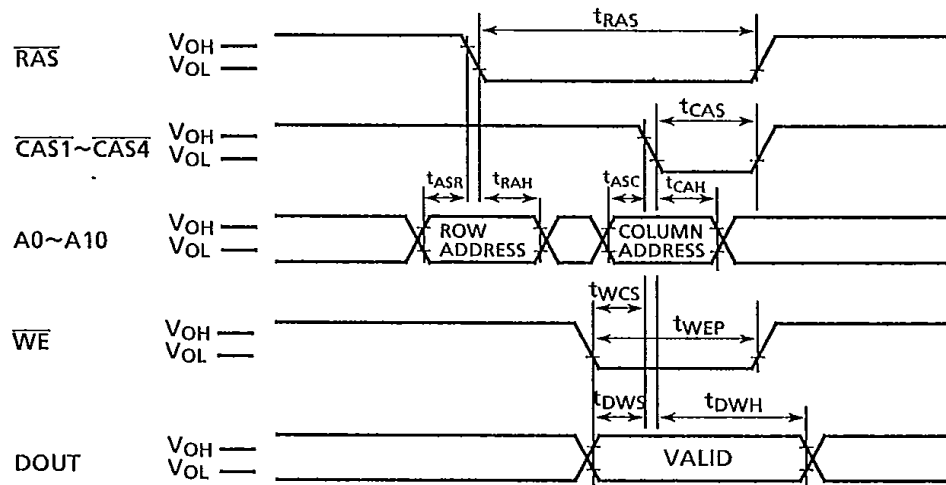 tRAS
RAS VOH
VOL
tCAS
CAS1~CAS4 VOH
VOL
tASR tRAH tASC tCAH
A0~A10 VOH
VOL
ROW
ADDRESS
COLUMN
ADDRESS
tWCS
WE VOH
VOL
tWEP
tDWS tDWH
DOUT VOH
VOL
VALID